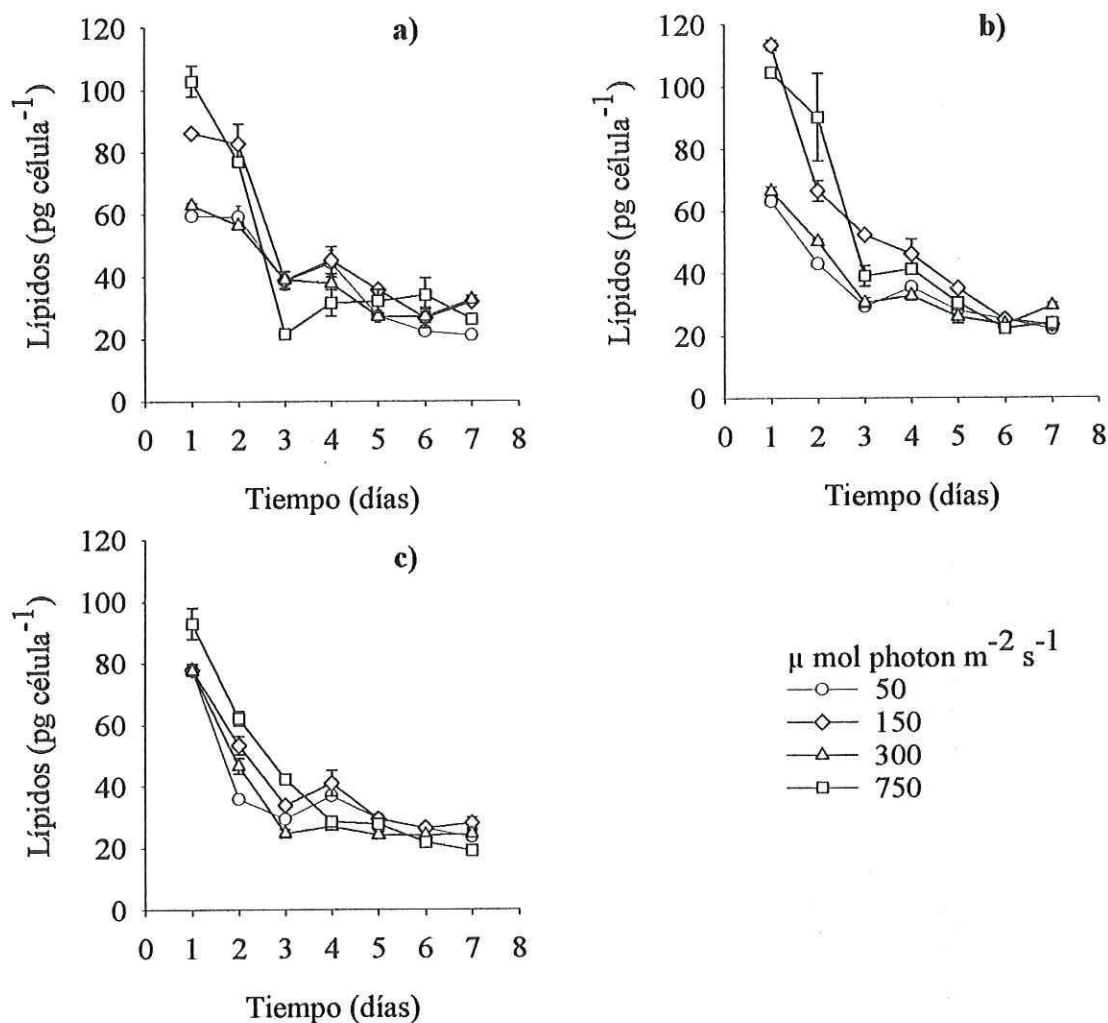 a)
Lípidos (pg célula⁻¹)
120
100
80
60
40
20
0
0 1 2 3 4 5 6 7 8
Tiempo (días)
b)
Lípidos (pg célula⁻¹)
120
100
80
60
40
20
0
0 1 2 3 4 5 6 7 8
Tiempo (días)
c)
Lípidos (pg célula⁻¹)
120
100
80
60
40
20
0
0 1 2 3 4 5 6 7 8
Tiempo (días)
µ mol photon m⁻² s⁻¹
50
150
300
750